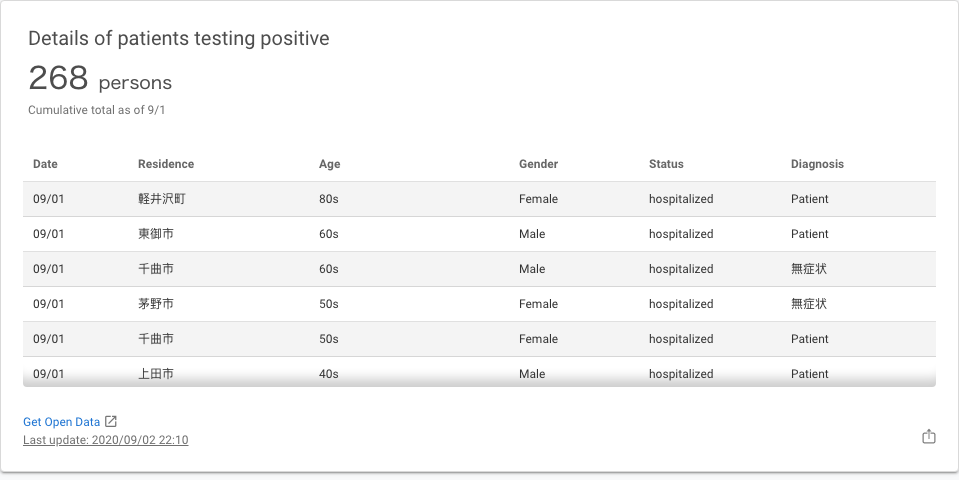 Details of patients testing positive
268 persons
Cumulative total as of 9/1
Date Residence Age Gender Status Diagnosis
09/01 軽井沢町 80s Female hospitalized Patient
09/01 東御市 60s Male hospitalized Patient
09/01 千曲市 60s Male hospitalized 無症状
09/01 茅野市 50s Female hospitalized 無症状
09/01 千曲市 50s Female hospitalized Patient
09/01 上田市 40s Male hospitalized Patient
Get Open Data
Last update: 2020/09/02 22:10